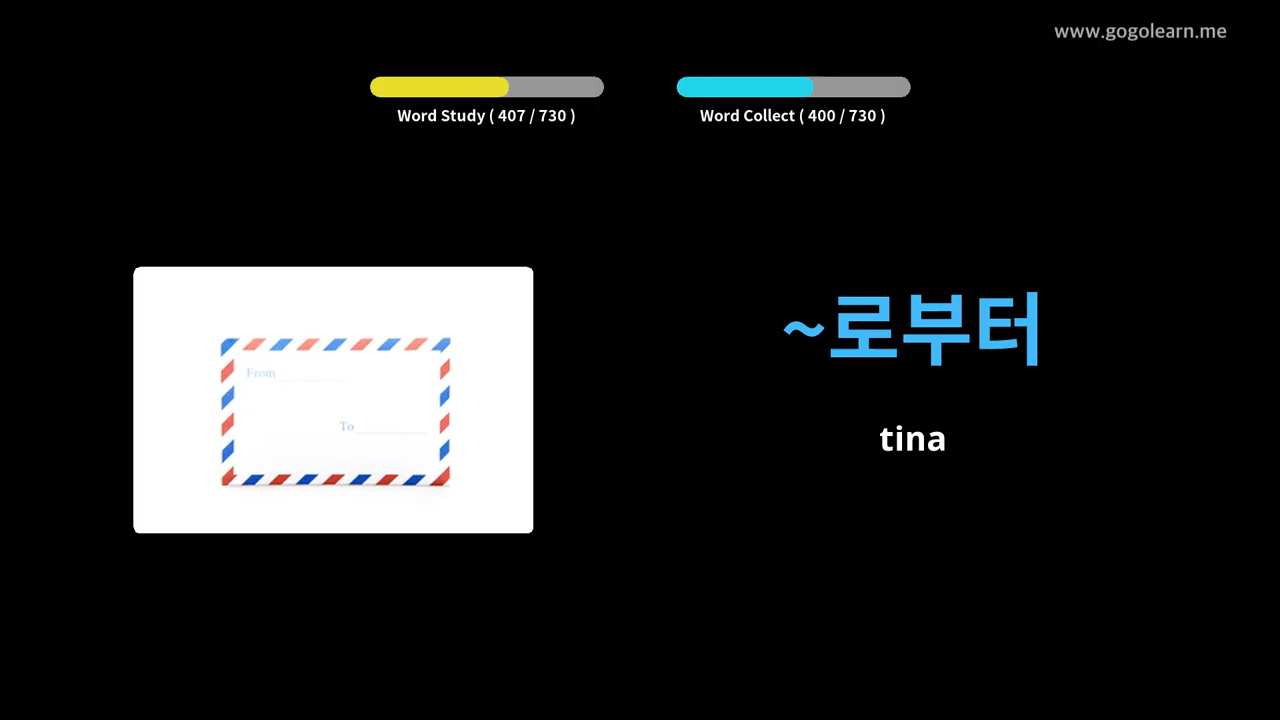 www.gogolearn.me
Word Study ( 407 / 730 )
Word Collect ( 400 / 730 )
From
To
~로부터
tina